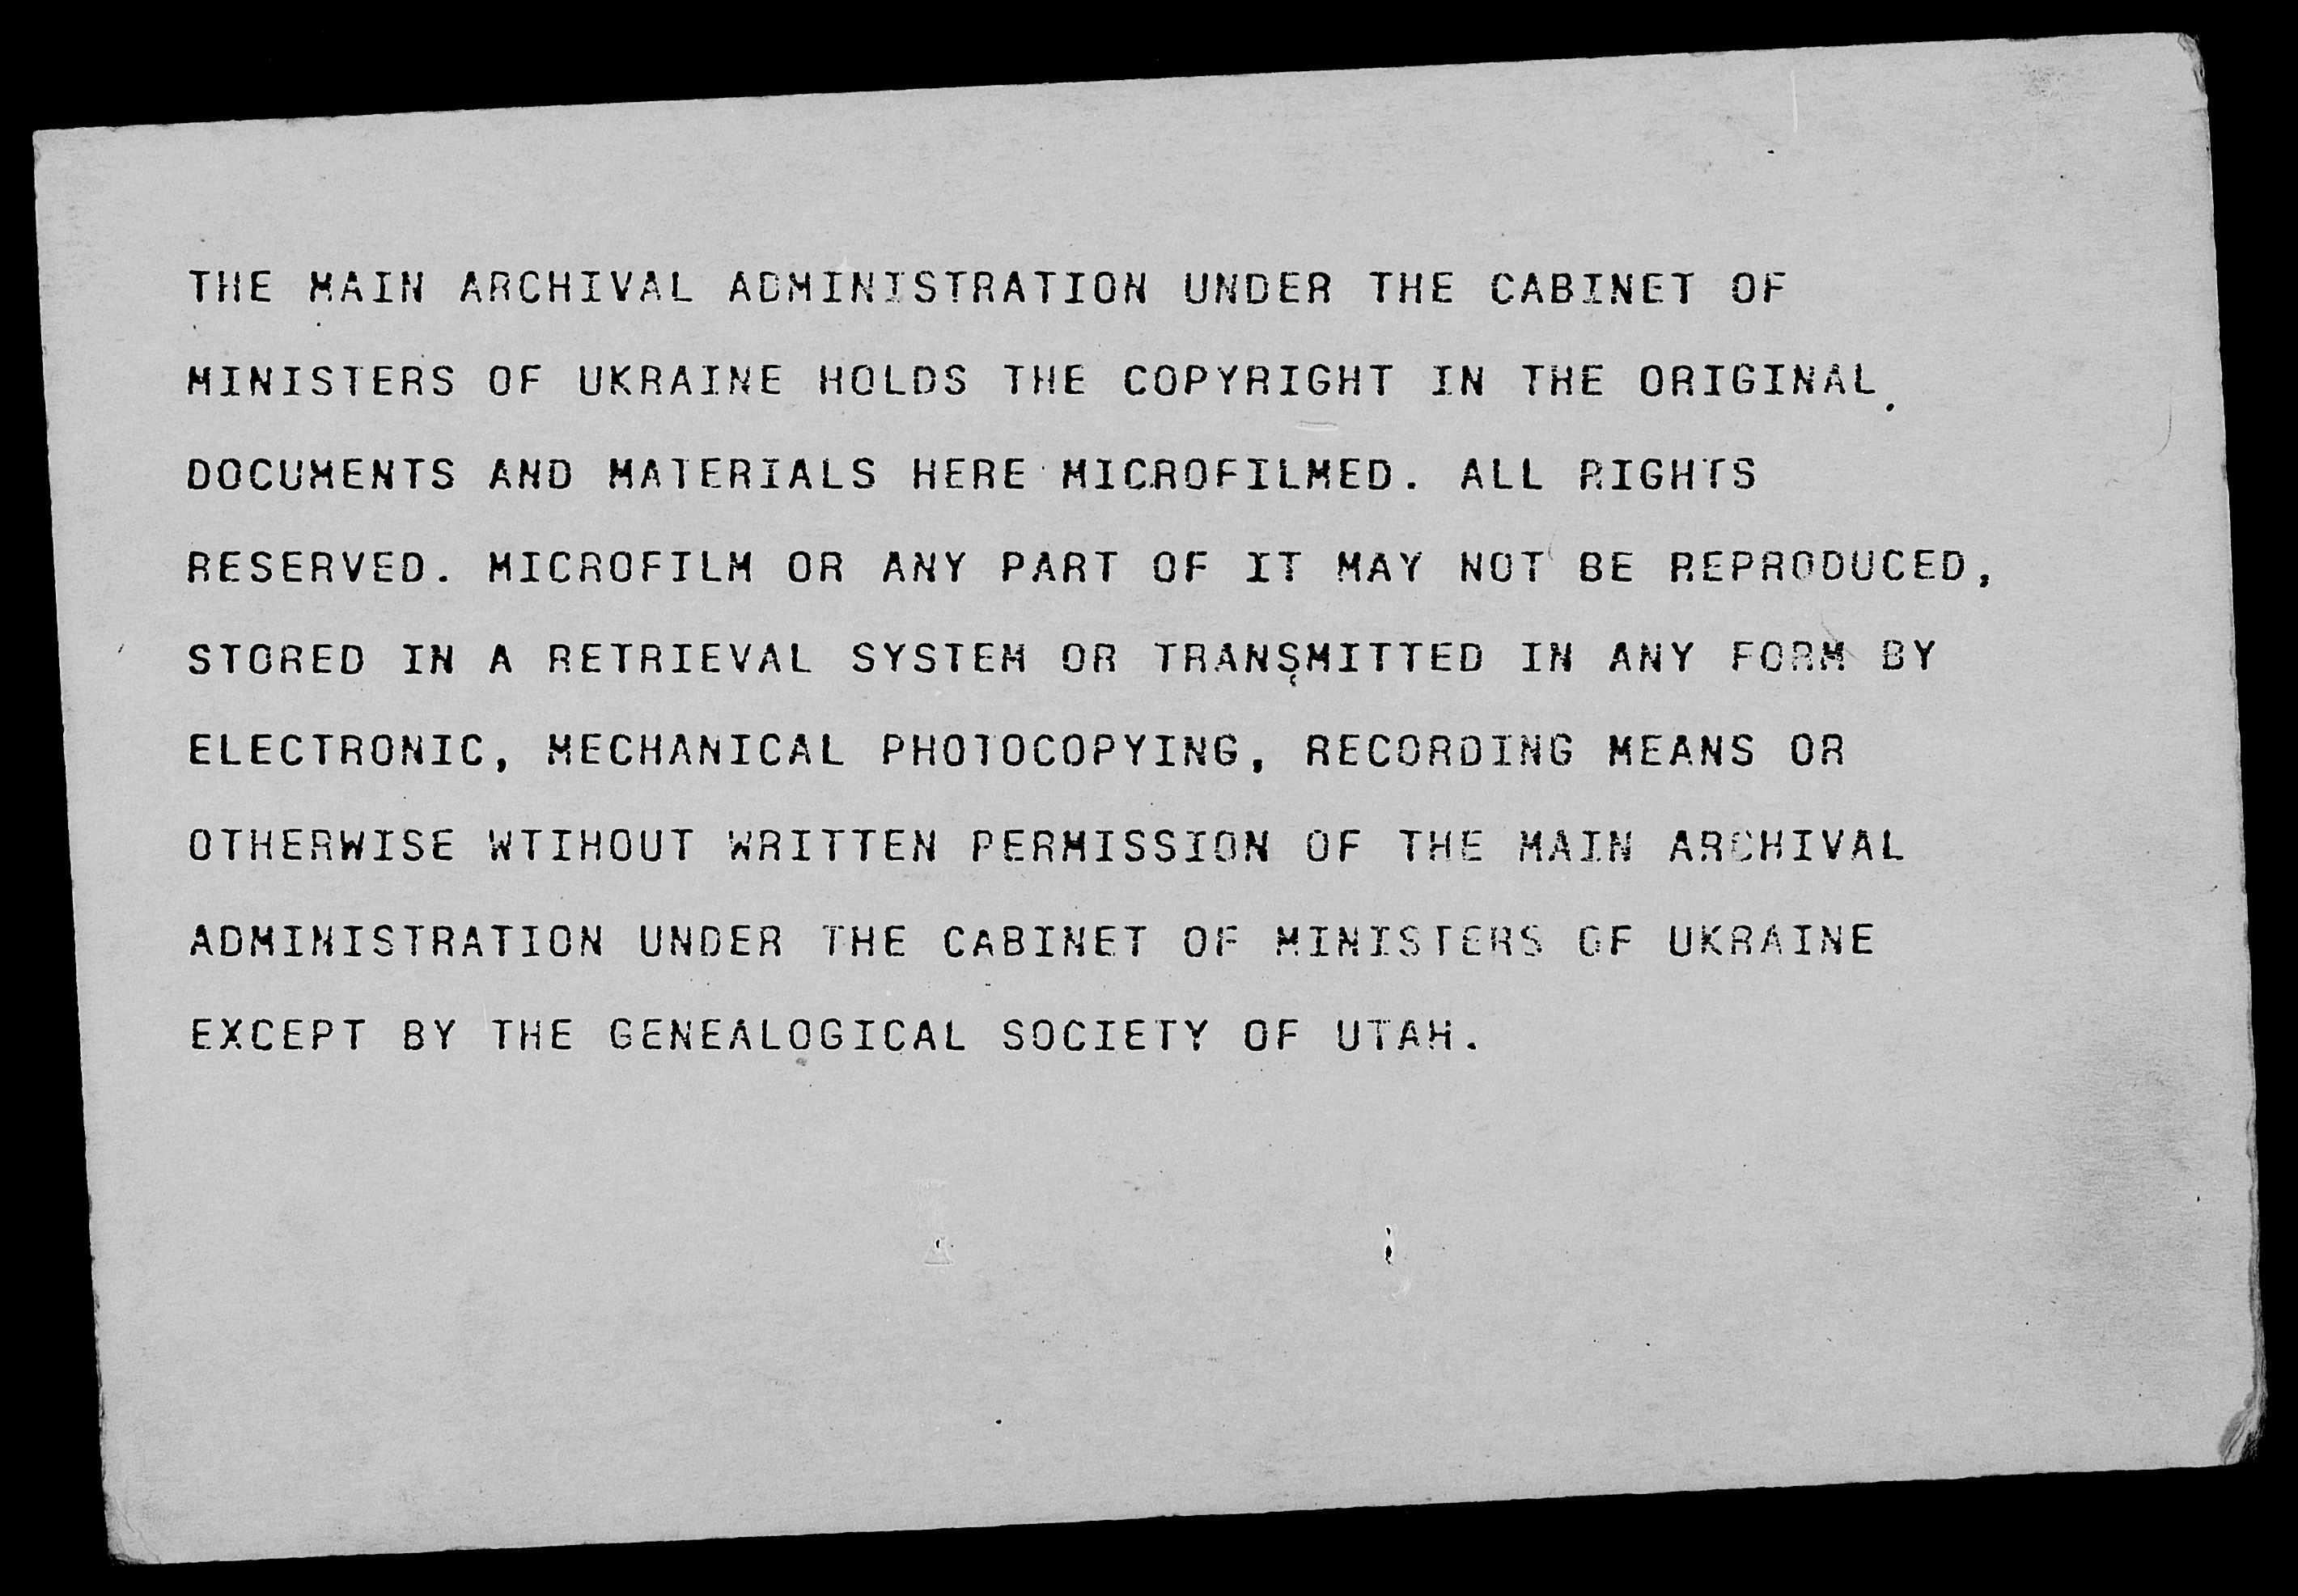 THE MAIN ARCHIVAL ADMINISTRATION UNDER THE CABINET OF
MINISTERS OF UKRAINE HOLDS THE COPYRIGHT IN THE ORIGINAL
DOCUMENTS AND MATERIALS HERE MICROFILMED. ALL RIGHTS
RESERVED. MICROFILM OR ANY PART OF IT MAY NOT BE REPRODUCED,
STORED IN A RETRIEVAL SYSTEM OR TRANSMITTED IN ANY FORM BY
ELECTRONIC, MECHANICAL PHOTOCOPYING, RECORDING MEANS OR
OTHERWISE WTIHOUT WRITTEN PERMISSION OF THE MAIN ARCHIVAL
ADMINISTRATION UNDER THE CABINET OF MINISTERS OF UKRAINE
EXCEPT BY THE GENEALOGICAL SOCIETY OF UTAH.